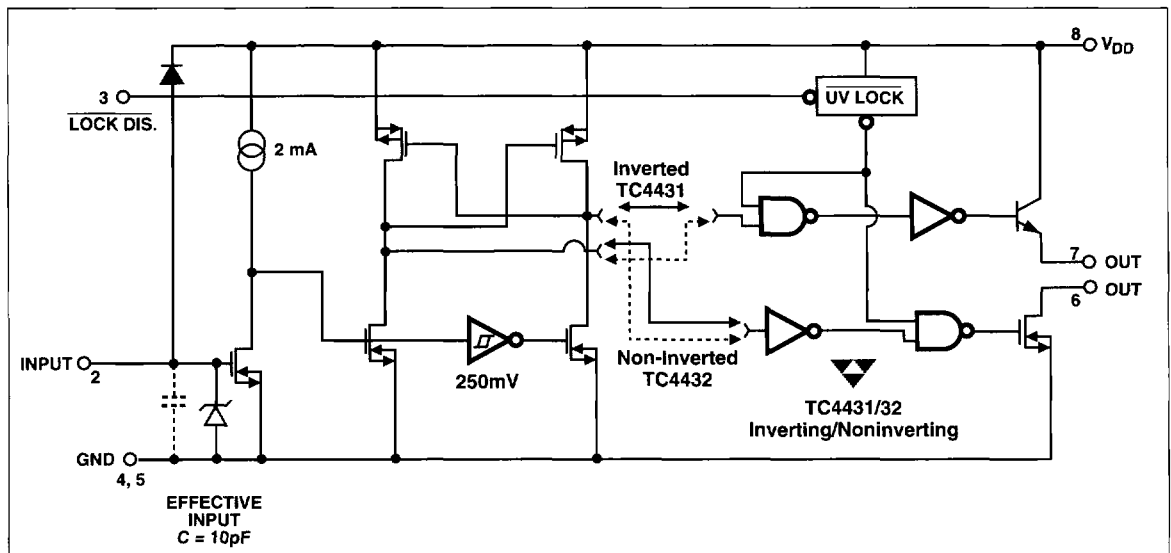 8
V_DD
3
LOCK DIS.
UV LOCK
2 mA
Inverted
TC4431
7
OUT
OUT
6
INPUT
2
250mV
Non-Inverted
TC4432
TC4431/32
Inverting/Noninverting
GND
4, 5
EFFECTIVE
INPUT
C = 10pF